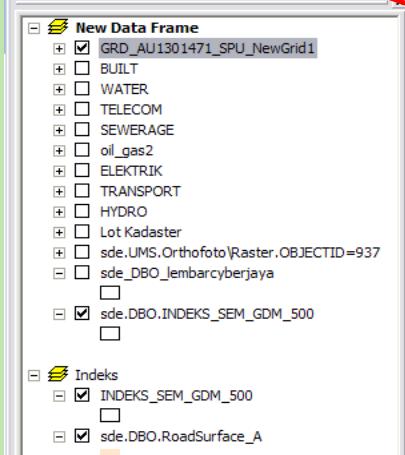 New Data Frame
GRD_AU1301471_SPU_NewGrid1
BUILT
WATER
TELECOM
SEWERAGE
oil_gas2
ELEKTRIK
TRANSPORT
HYDRO
Lot Kadaster
sde.UMS.Orthofoto\Raster.OBJECTID=937
sde_DBO_lembarcyberjaya
sde.DBO.INDEKS_SEM_GDM_500
Indeks
INDEKS_SEM_GDM_500
sde.DBO.RoadSurface_A